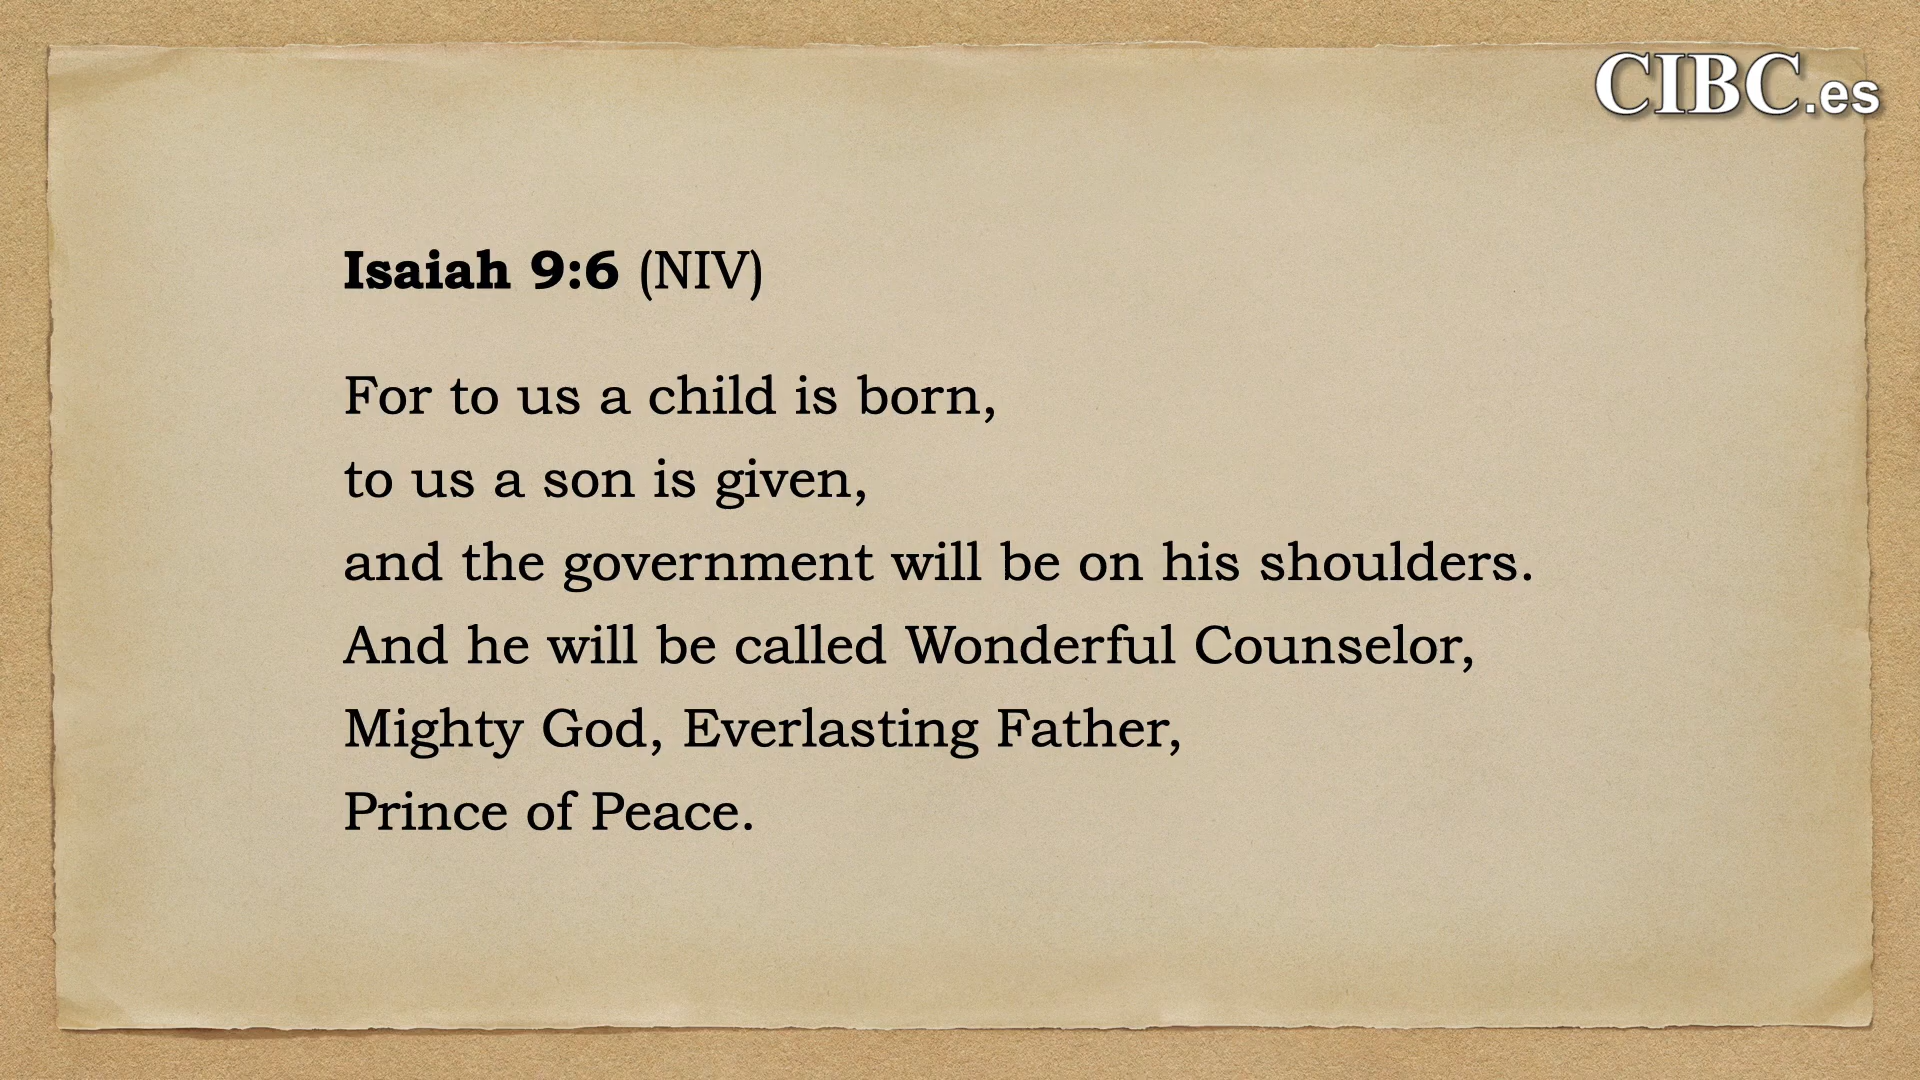 CIBC.es
Isaiah 9:6 (NIV)
For to us a child is born,
to us a son is given,
and the government will be on his shoulders.
And he will be called Wonderful Counselor,
Mighty God, Everlasting Father,
Prince of Peace.